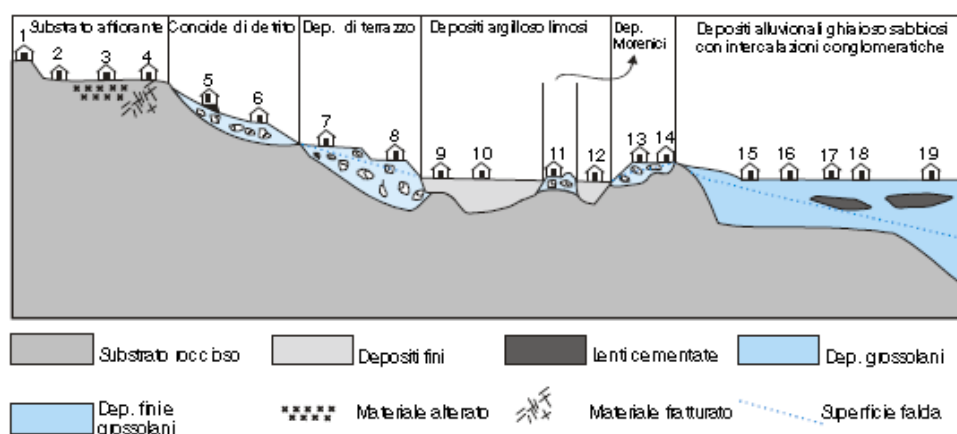 Substrato affiorante
Conoide di detrito
Dep. di terrazzo
Depositi argilloso limosi
Dep.
Morenici
Depositi alluvionali ghiaioso sabbiosi
con intercalazioni conglomeratiche
1
2
3
4
5
6
7
8
9
10
11
12
13
14
15
16
17
18
19
Substrato roccioso
Depositi fini
Lenti cementate
Dep. grossolani
Dep. fini e
grossolani
Materiale alterato
Materiale fratturato
Superficie falda